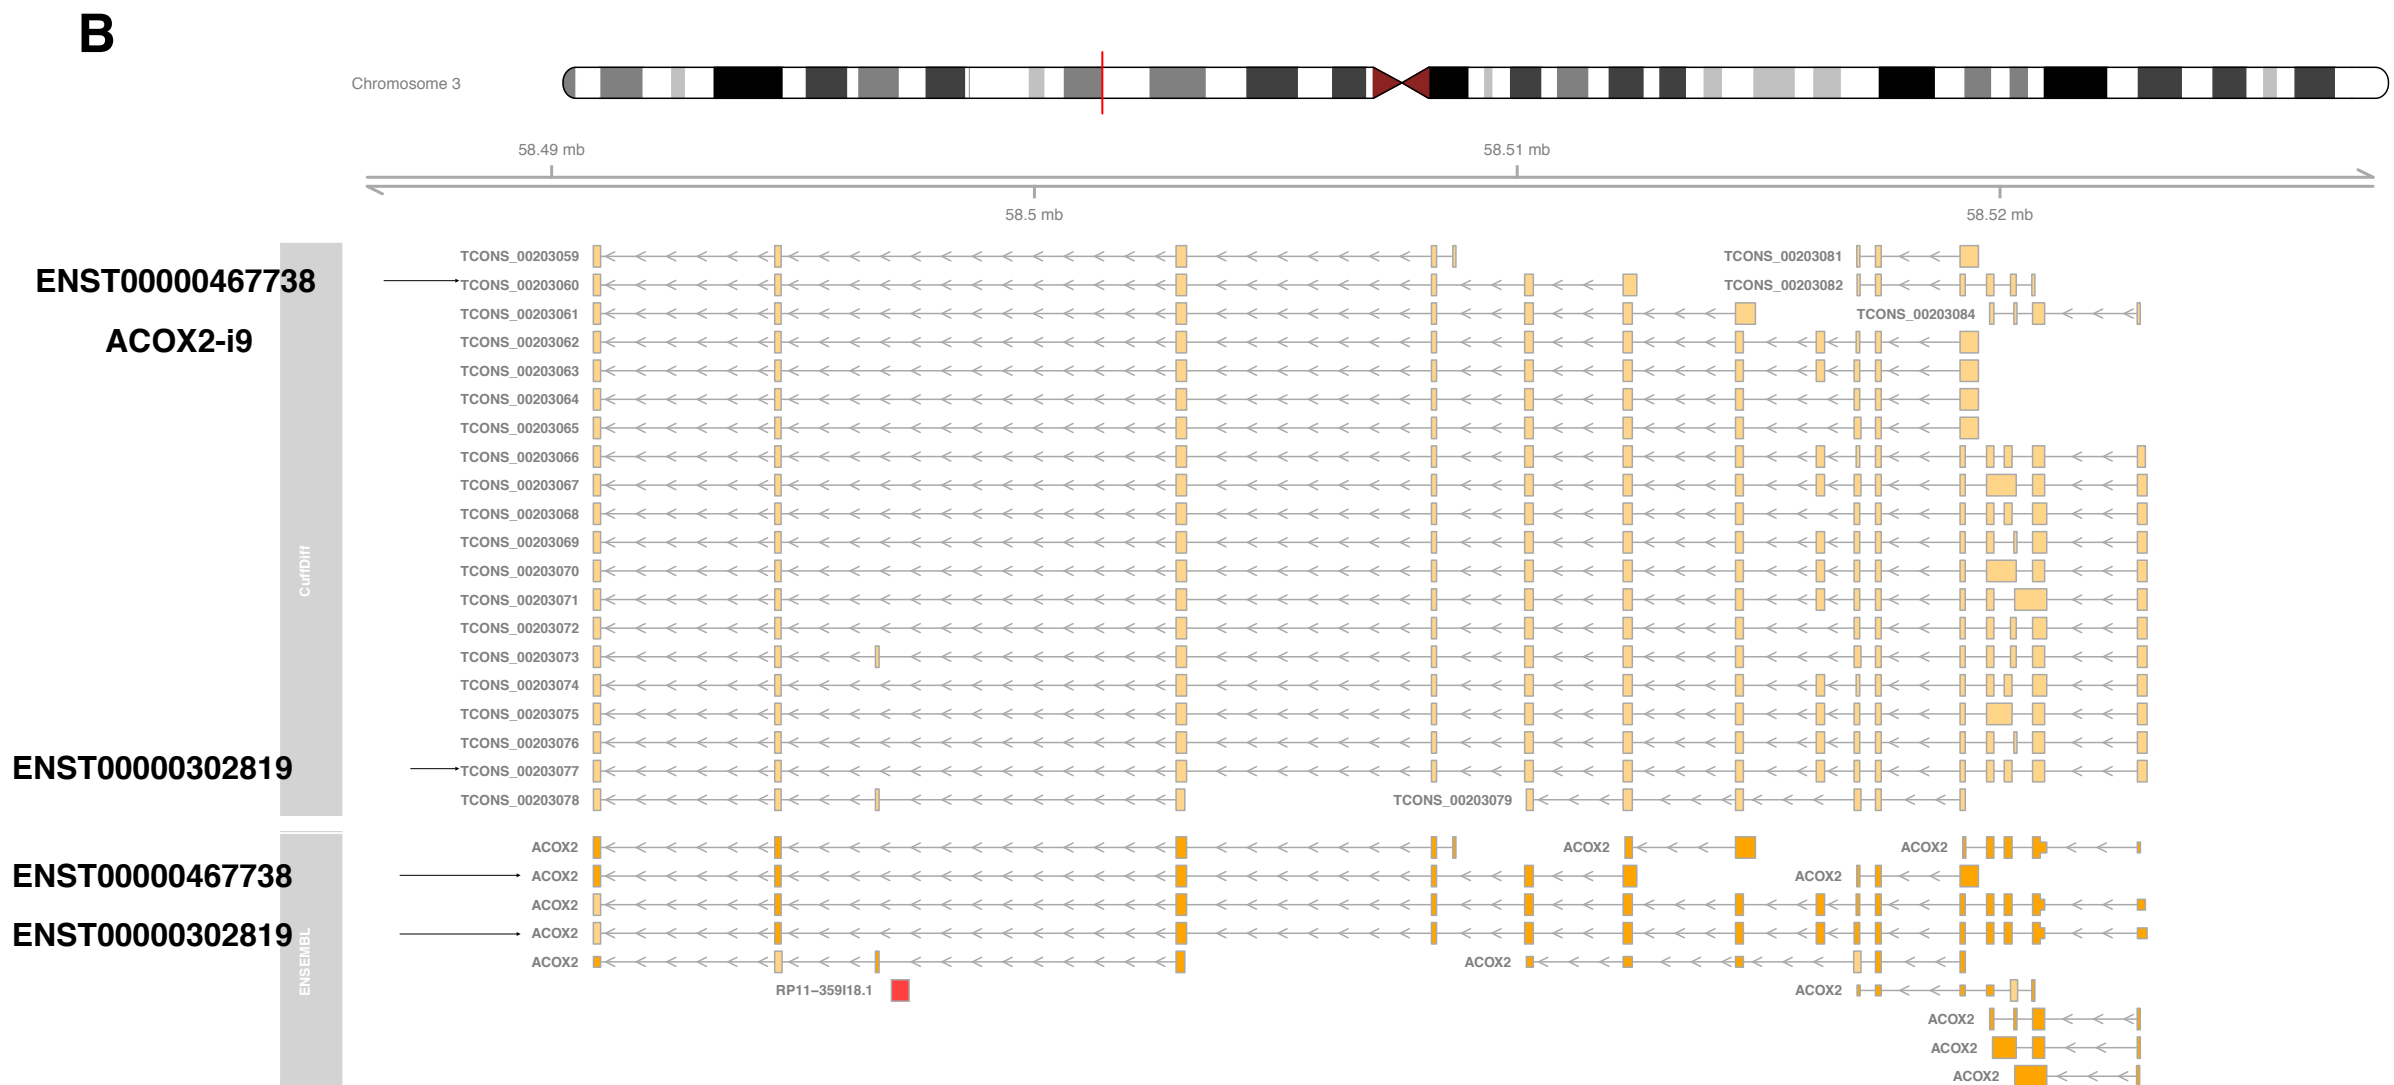 B
Chromosome 3
58.49 mb
58.51 mb
58.5 mb
58.52 mb
TCONS_00203059
TCONS_00203081
ENST00000467738
TCONS_00203060
TCONS_00203082
TCONS_00203061
TCONS_00203084
ACOX2-i9
TCONS_00203062
TCONS_00203063
TCONS_00203064
TCONS_00203065
TCONS_00203066
TCONS_00203067
TCONS_00203068
TCONS_00203069
CuffDiff
TCONS_00203070
TCONS_00203071
TCONS_00203072
TCONS_00203073
TCONS_00203074
TCONS_00203075
TCONS_00203076
ENST00000302819
TCONS_00203077
TCONS_00203078
TCONS_00203079
ACOX2
ACOX2
ACOX2
ENST00000467738
ACOX2
ACOX2
ACOX2
ENST00000302819
ACOX2
ENSEMBL
ACOX2
ACOX2
RP11−359I18.1
ACOX2
ACOX2
ACOX2
ACOX2